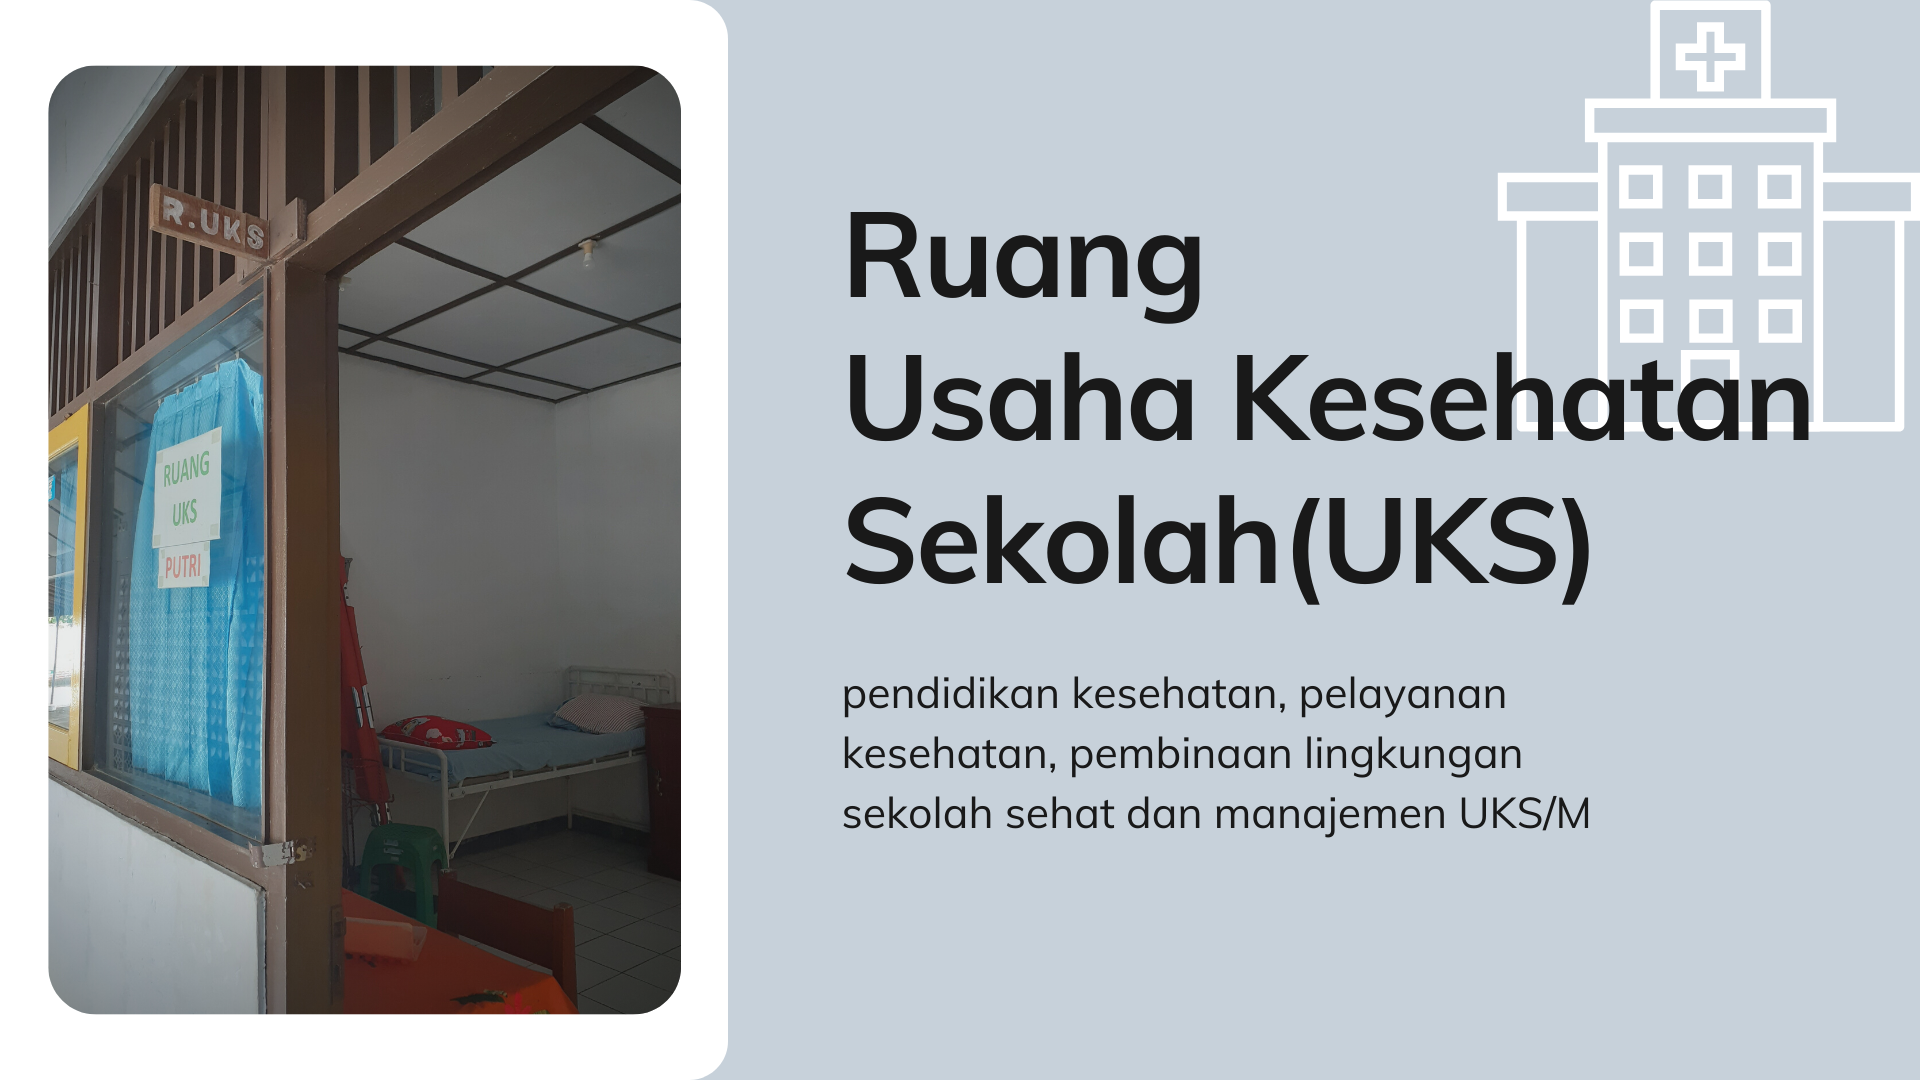 R.UKS
RUANG
UKS
PUTRI
Ruang
Usaha Kesehatan
Sekolah(UKS)
pendidikan kesehatan, pelayanan
kesehatan, pembinaan lingkungan
sekolah sehat dan manajemen UKS/M